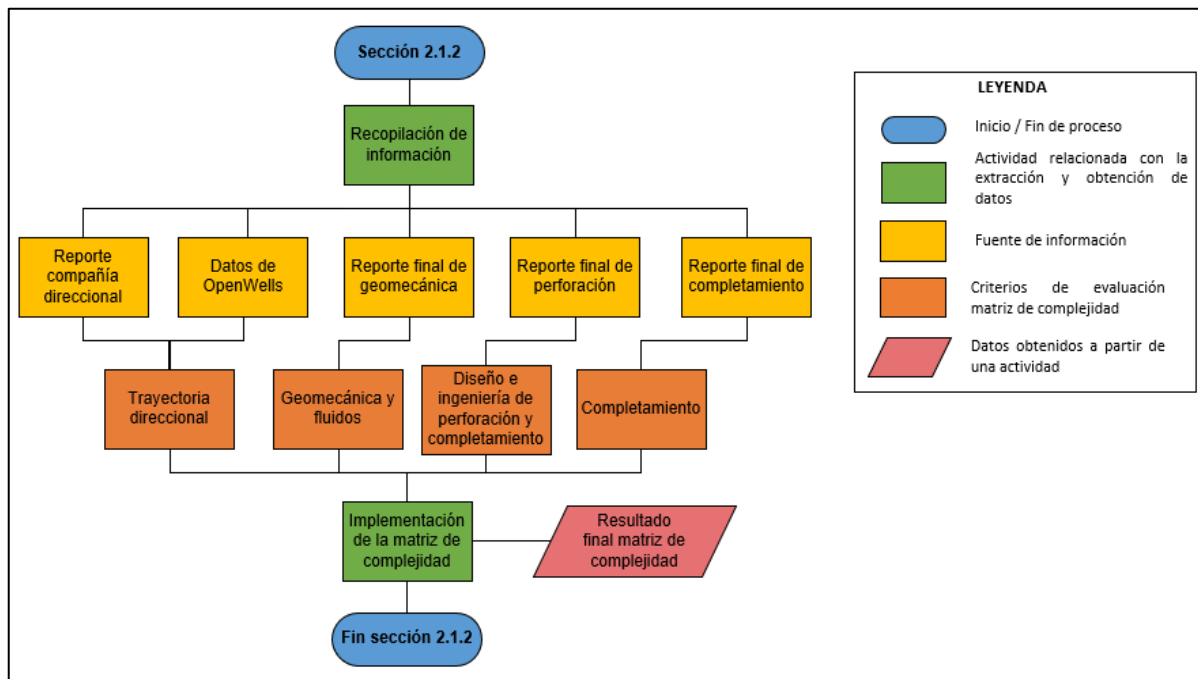 Sección 2.1.2
Recopilación de
información
Reporte
compañía
direccional
Datos de
OpenWells
Reporte final de
geomecánica
Reporte final de
perforación
Reporte final de
completamiento
Trayectoria
direccional
Geomecánica y
fluidos
Diseño e
ingeniería de
perforación y
completamiento
Completamiento
Implementación
de la matriz de
complejidad
Resultado
final matriz de
complejidad
Fin sección 2.1.2
LEYENDA
Inicio / Fin de proceso
Actividad relacionada con la
extracción y obtención de
datos
Fuente de información
Criterios de evaluación
matriz de complejidad
Datos obtenidos a partir de
una actividad